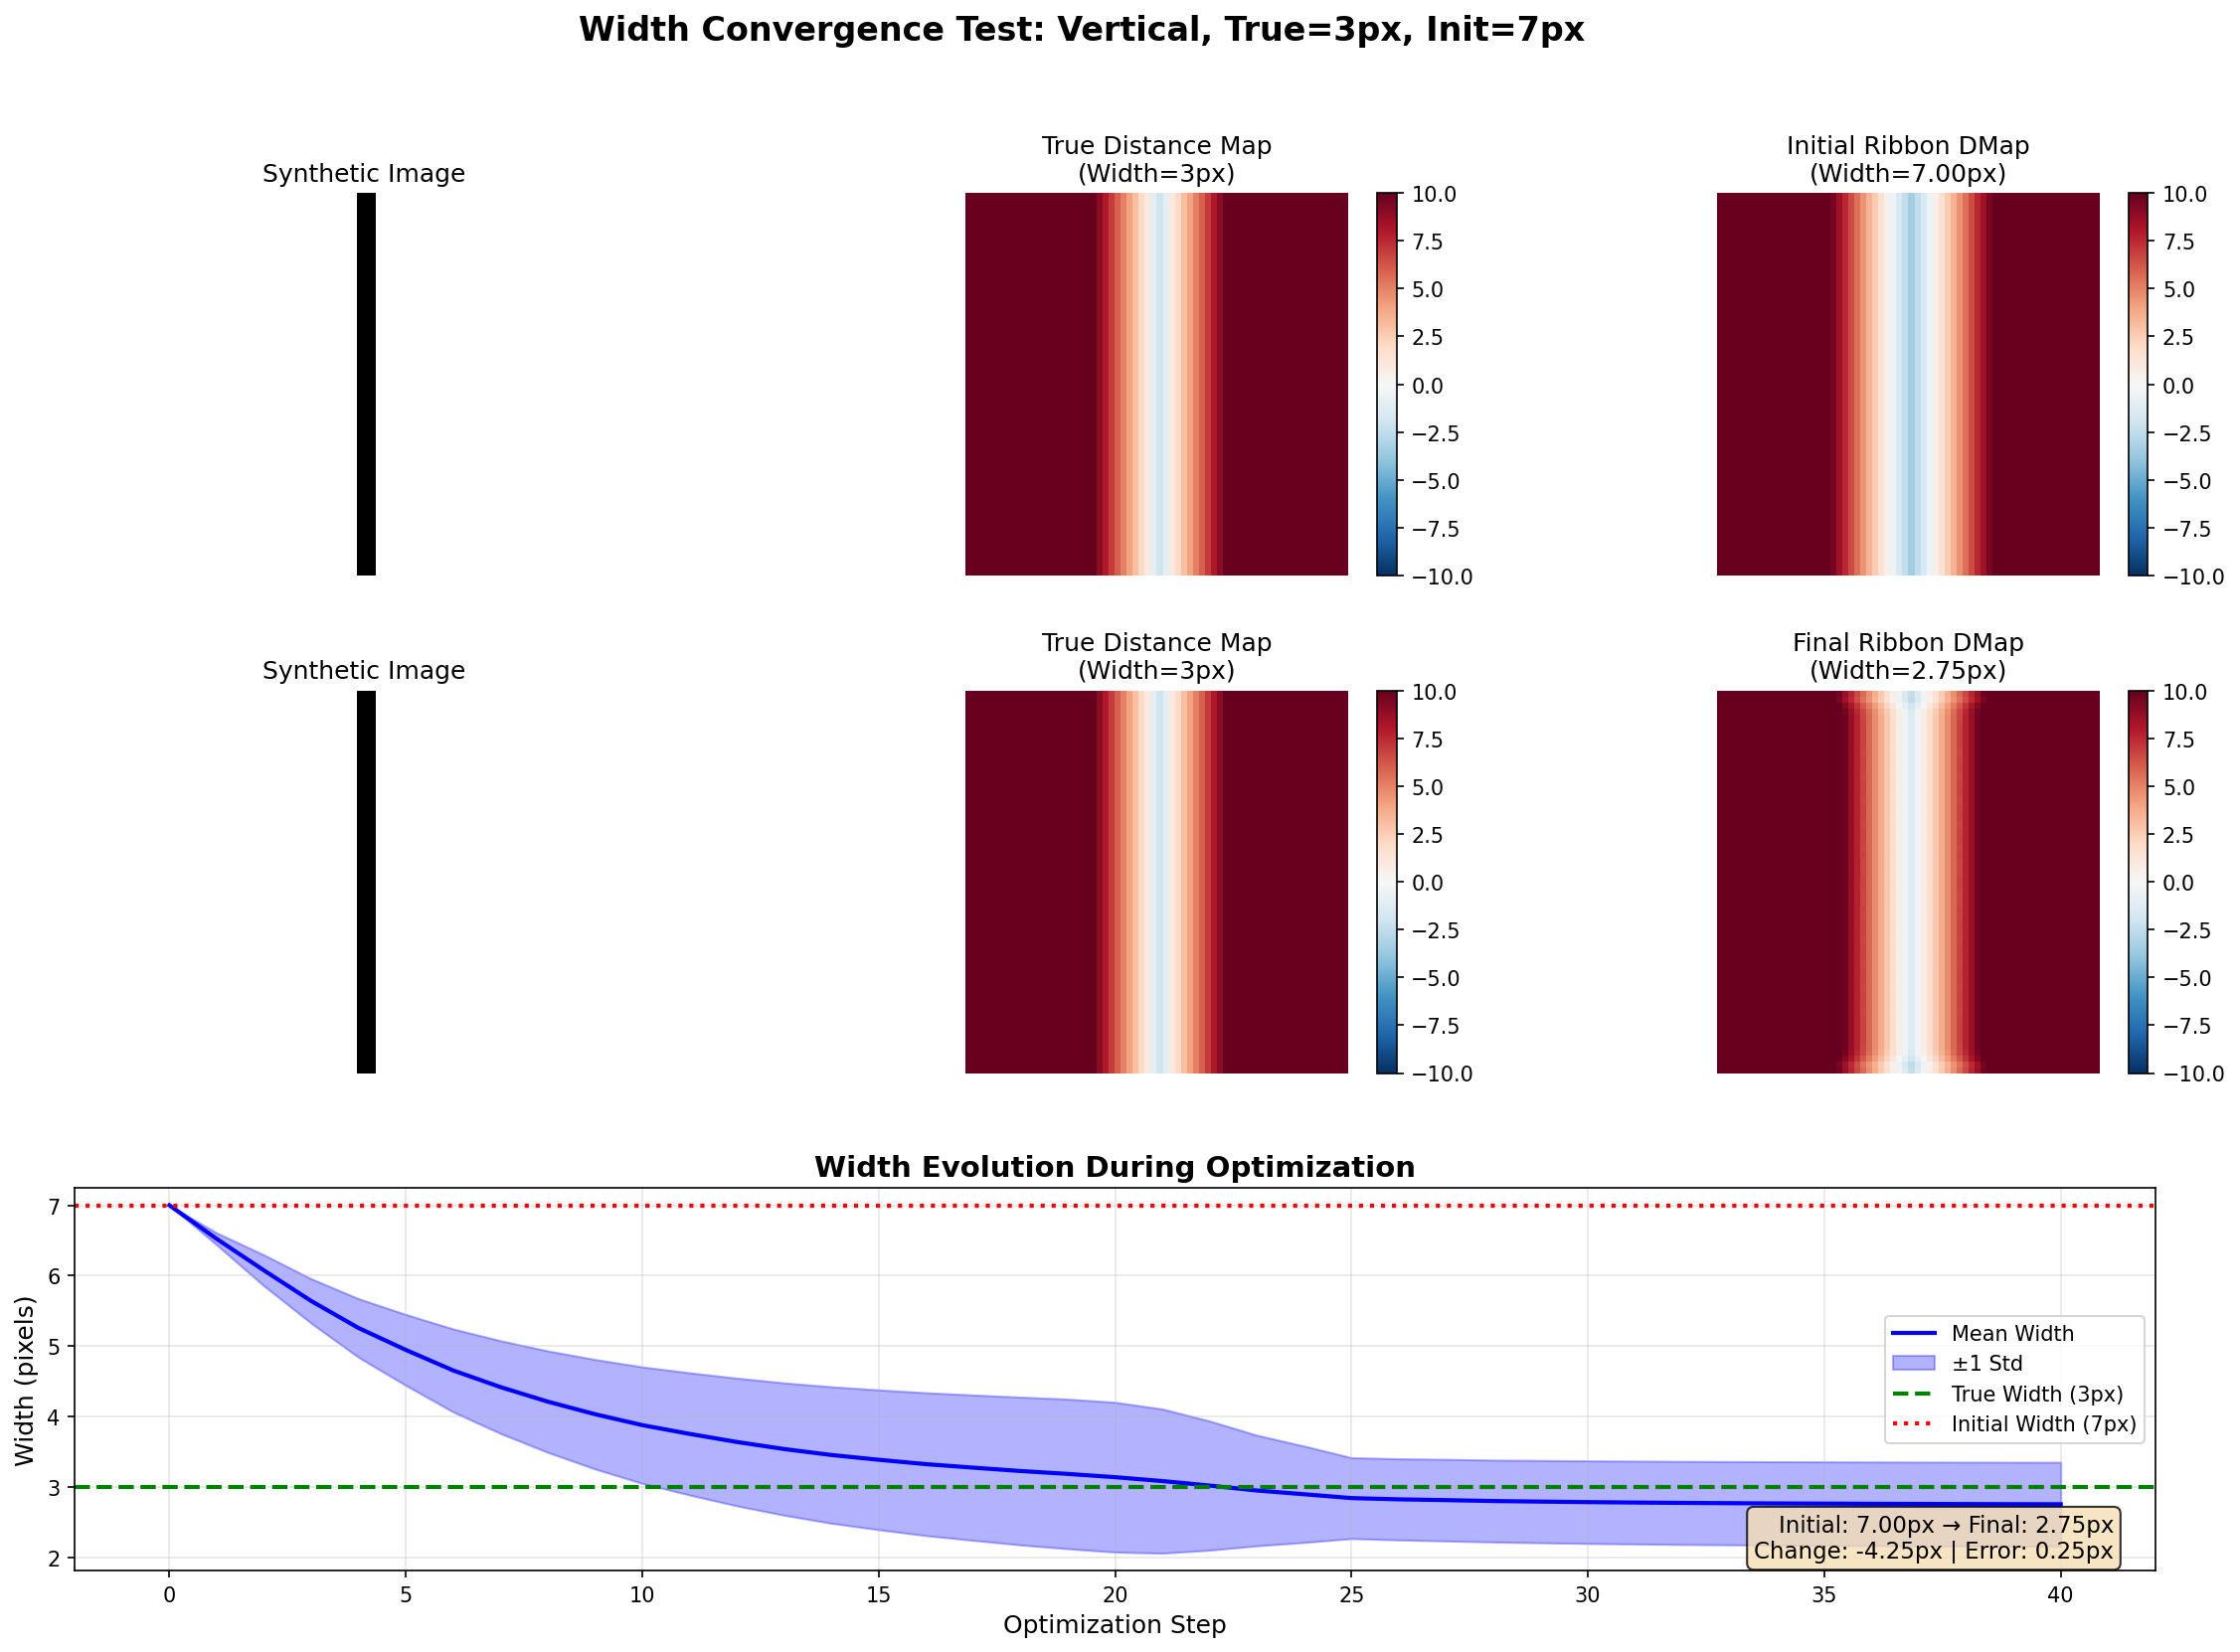 Width Convergence Test: Vertical, True=3px, Init=7px
Synthetic Image
True Distance Map
(Width=3px)
10.0
7.5
5.0
2.5
0.0
−2.5
−5.0
−7.5
−10.0
Initial Ribbon DMap
(Width=7.00px)
10.0
7.5
5.0
2.5
0.0
−2.5
−5.0
−7.5
−10.0
Synthetic Image
True Distance Map
(Width=3px)
10.0
7.5
5.0
2.5
0.0
−2.5
−5.0
−7.5
−10.0
Final Ribbon DMap
(Width=2.75px)
10.0
7.5
5.0
2.5
0.0
−2.5
−5.0
−7.5
−10.0
Width Evolution During Optimization
Width (pixels)
7
6
5
4
3
2
Mean Width
±1 Std
True Width (3px)
Initial Width (7px)
Initial: 7.00px → Final: 2.75px
Change: -4.25px | Error: 0.25px
0 5 10 15 20 25 30 35 40
Optimization Step